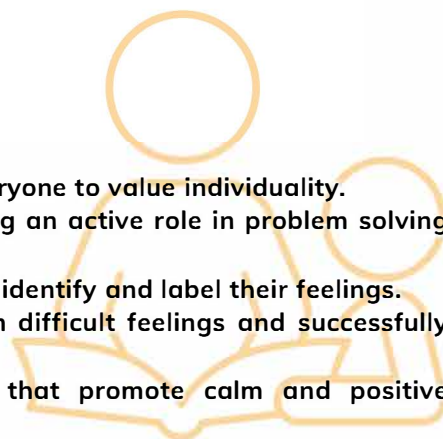 ryone to value individuality.
g an active role in problem solving
identify and label their feelings.
difficult feelings and successfully
that promote calm and positive